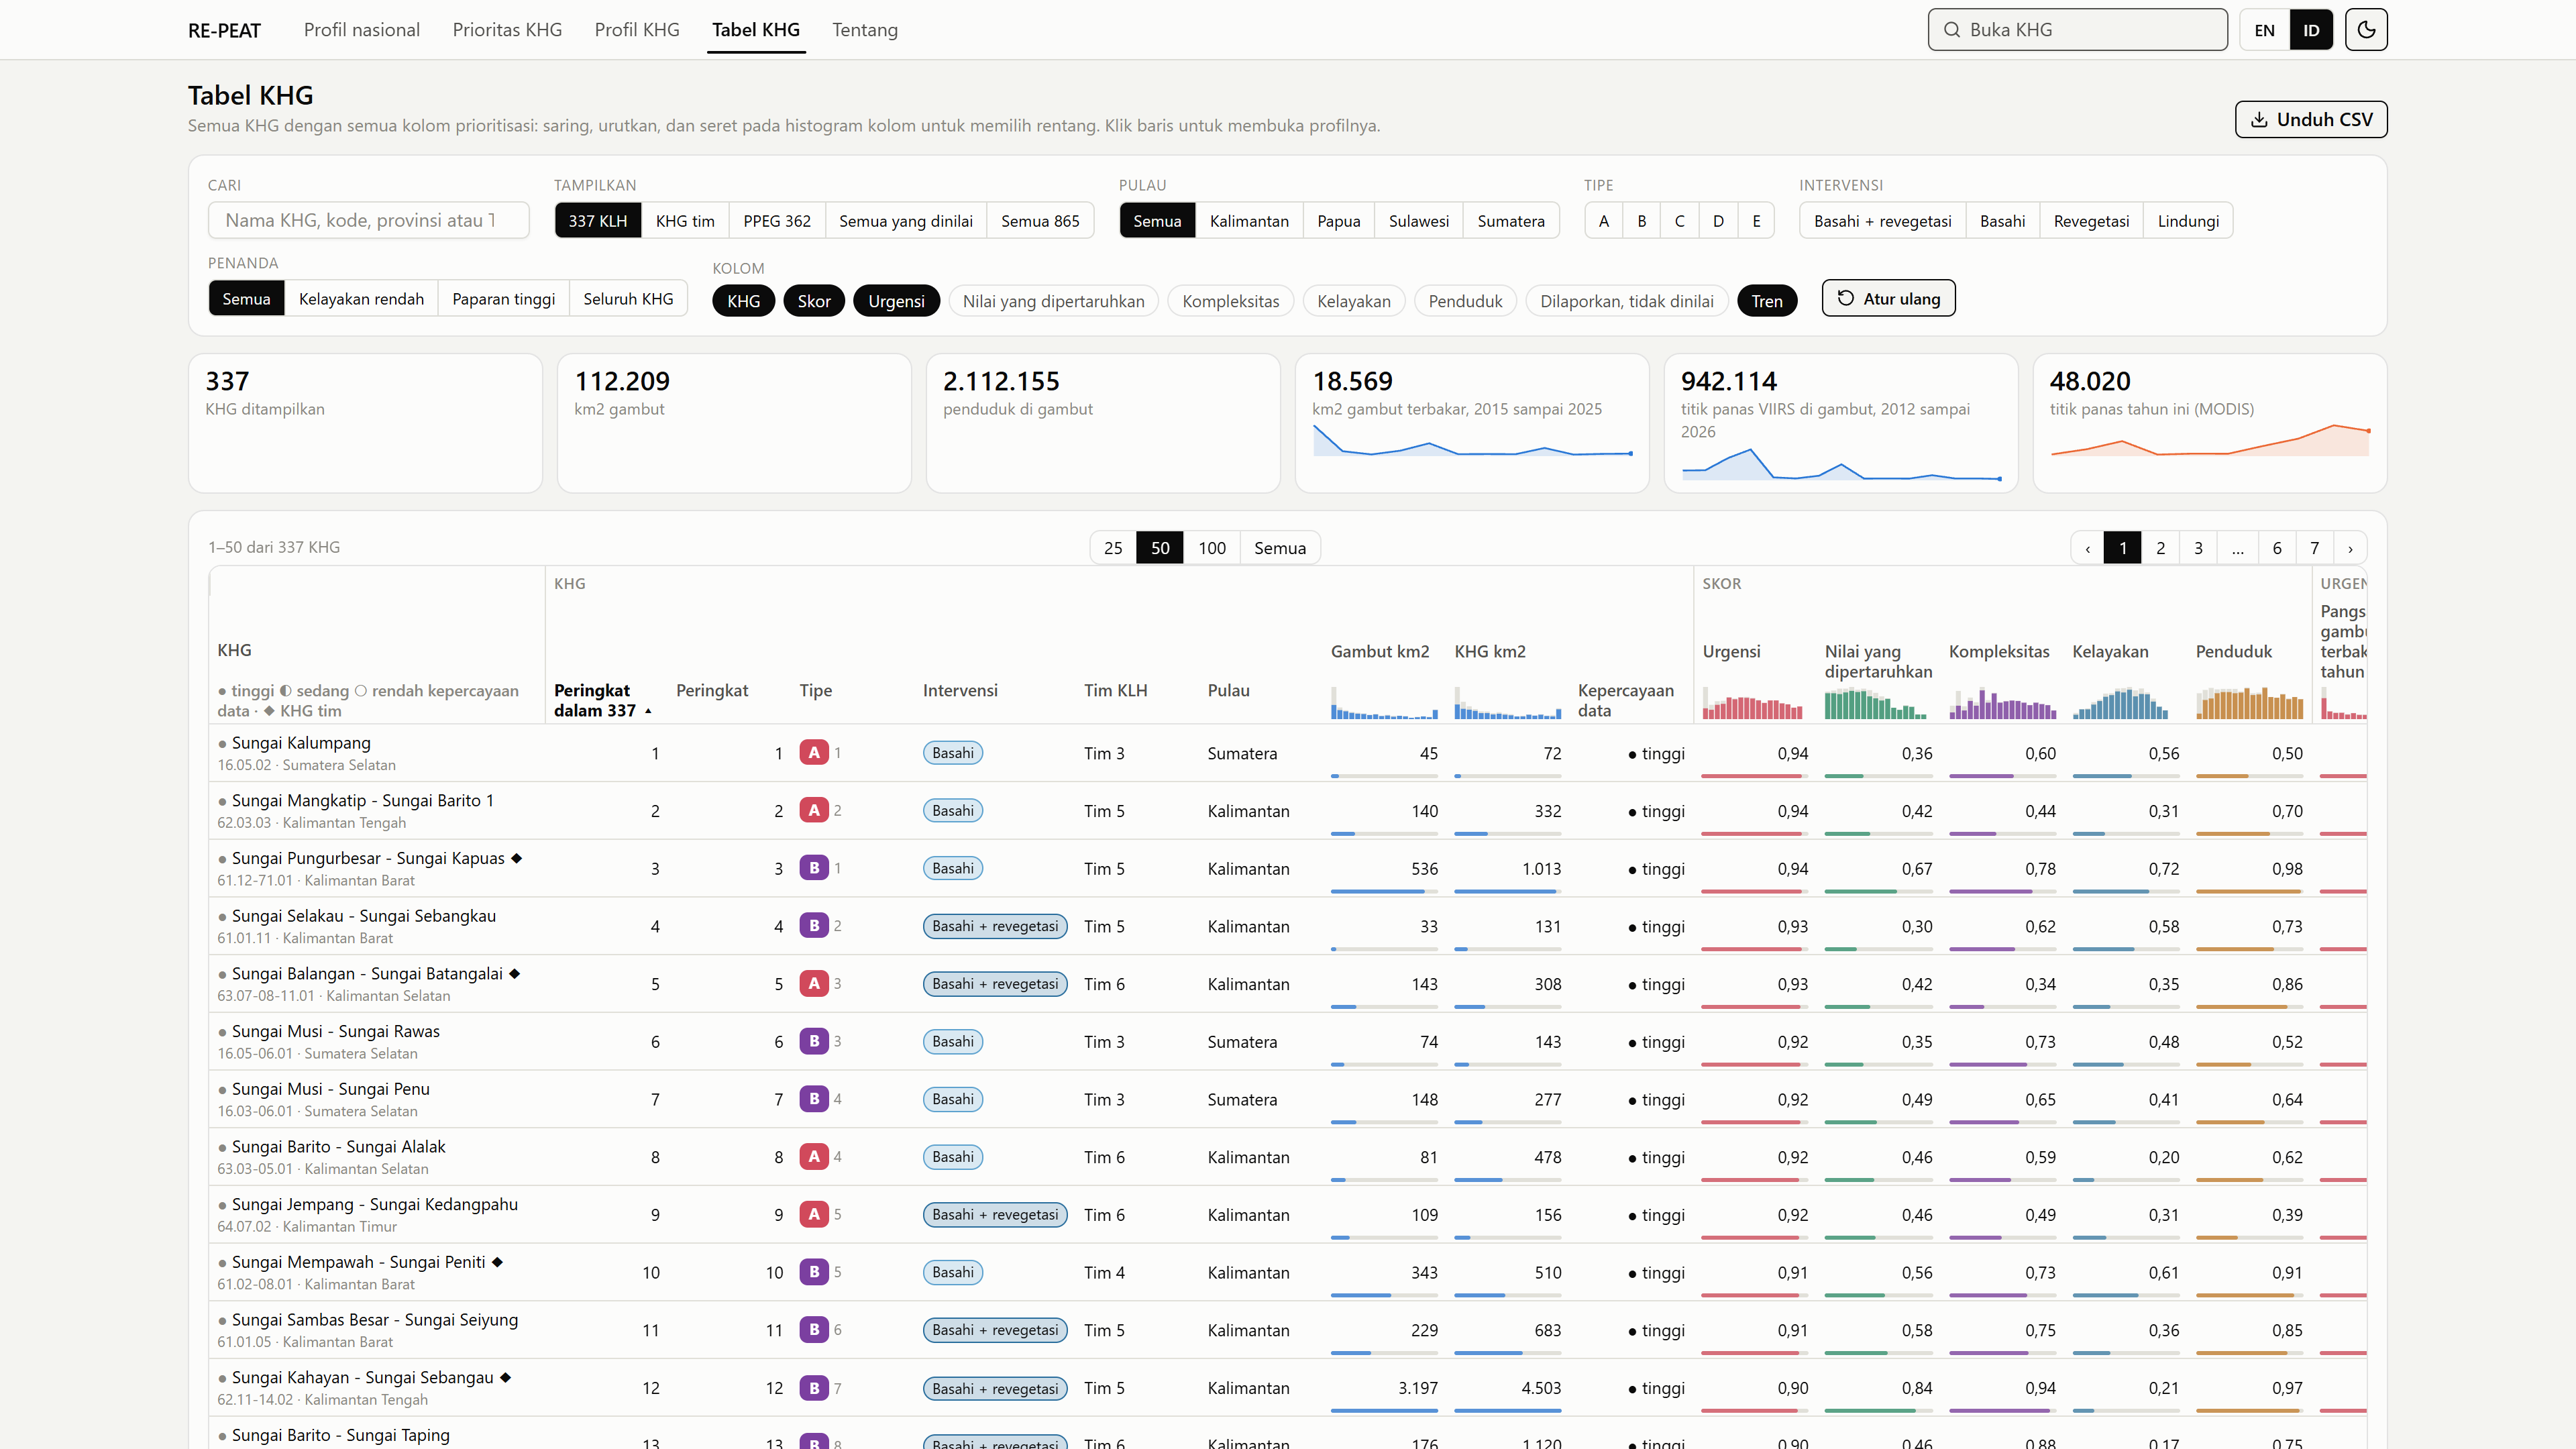 RE-PEAT
Profil nasional
Prioritas KHG
Profil KHG
Tabel KHG
Tentang
Buka KHG
EN
ID
Tabel KHG
Semua KHG dengan semua kolom prioritisasi: saring, urutkan, dan seret pada histogram kolom untuk memilih rentang. Klik baris untuk membuka profilnya.
Unduh CSV
CARI
Nama KHG, kode, provinsi atau T
TAMPILKAN
337 KLH
KHG tim
PPEG 362
Semua yang dinilai
Semua 865
PULAU
Semua
Kalimantan
Papua
Sulawesi
Sumatera
TIPE
A
B
C
D
E
INTERVENSI
Basahi + revegetasi
Basahi
Revegetasi
Lindungi
PENANDA
Semua
Kelayakan rendah
Paparan tinggi
Seluruh KHG
KOLOM
KHG
Skor
Urgensi
Nilai yang dipertaruhkan
Kompleksitas
Kelayakan
Penduduk
Dilaporkan, tidak dinilai
Tren
Atur ulang
337
KHG ditampilkan
112.209
km2 gambut
2.112.155
penduduk di gambut
18.569
km2 gambut terbakar, 2015 sampai 2025
942.114
titik panas VIIRS di gambut, 2012 sampai
2026
48.020
titik panas tahun ini (MODIS)
1–50 dari 337 KHG
25
50
100
Semua
‹
1
2
3
...
6
7
›
KHG
SKOR
URGEN
KHG
● tinggi ◐ sedang ○ rendah kepercayaan
data · ◆ KHG tim
Peringkat
dalam 337 ▲
Peringkat
Tipe
Intervensi
Tim KLH
Pulau
Gambut km2
KHG km2
Kepercayaan
data
Urgensi
Nilai yang
dipertaruhkan
Kompleksitas
Kelayakan
Penduduk
Pangs
gambu
terbak
tahun
● Sungai Kalumpang
16.05.02 · Sumatera Selatan
1 1 A 1 Basahi Tim 3 Sumatera 45 72 ● tinggi 0,94 0,36 0,60 0,56 0,50
● Sungai Mangkatip - Sungai Barito 1
62.03.03 · Kalimantan Tengah
2 2 A 2 Basahi Tim 5 Kalimantan 140 332 ● tinggi 0,94 0,42 0,44 0,31 0,70
● Sungai Pungurbesar - Sungai Kapuas ◆
61.12-71.01 · Kalimantan Barat
3 3 B 1 Basahi Tim 5 Kalimantan 536 1.013 ● tinggi 0,94 0,67 0,78 0,72 0,98
● Sungai Selakau - Sungai Sebangkau
61.01.11 · Kalimantan Barat
4 4 B 2 Basahi + revegetasi Tim 5 Kalimantan 33 131 ● tinggi 0,93 0,30 0,62 0,58 0,73
● Sungai Balangan - Sungai Batangalai ◆
63.07-08-11.01 · Kalimantan Selatan
5 5 A 3 Basahi + revegetasi Tim 6 Kalimantan 143 308 ● tinggi 0,93 0,42 0,34 0,35 0,86
● Sungai Musi - Sungai Rawas
16.05-06.01 · Sumatera Selatan
6 6 B 3 Basahi Tim 3 Sumatera 74 143 ● tinggi 0,92 0,35 0,73 0,48 0,52
● Sungai Musi - Sungai Penu
16.03-06.01 · Sumatera Selatan
7 7 B 4 Basahi Tim 3 Sumatera 148 277 ● tinggi 0,92 0,49 0,65 0,41 0,64
● Sungai Barito - Sungai Alalak
63.03-05.01 · Kalimantan Selatan
8 8 A 4 Basahi Tim 6 Kalimantan 81 478 ● tinggi 0,92 0,46 0,59 0,20 0,62
● Sungai Jempang - Sungai Kedangpahu
64.07.02 · Kalimantan Timur
9 9 A 5 Basahi + revegetasi Tim 6 Kalimantan 109 156 ● tinggi 0,92 0,46 0,49 0,31 0,39
● Sungai Mempawah - Sungai Peniti ◆
61.02-08.01 · Kalimantan Barat
10 10 B 5 Basahi Tim 4 Kalimantan 343 510 ● tinggi 0,91 0,56 0,73 0,61 0,91
● Sungai Sambas Besar - Sungai Seiyung
61.01.05 · Kalimantan Barat
11 11 B 6 Basahi + revegetasi Tim 5 Kalimantan 229 683 ● tinggi 0,91 0,58 0,75 0,36 0,85
● Sungai Kahayan - Sungai Sebangau ◆
62.11-14.02 · Kalimantan Tengah
12 12 B 7 Basahi + revegetasi Tim 5 Kalimantan 3.197 4.503 ● tinggi 0,90 0,84 0,94 0,21 0,97
● Sungai Barito - Sungai Taping
13 13 B 8 Basahi + revegetasi Tim 6 Kalimantan 176 1.120 ● tinggi 0,90 0,46 0,88 0,17 0,75